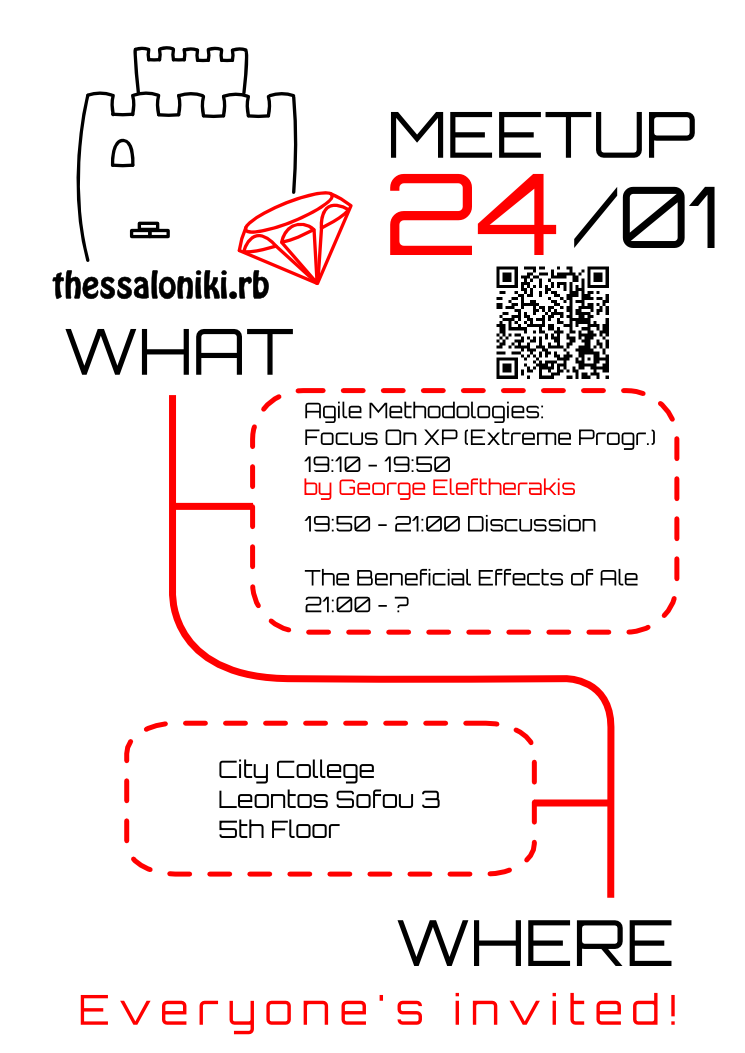 MEETUP
24/01
thessaloniki.rb
WHAT
Agile Methodologies:
Focus On XP (Extreme Progr.)
19:10 - 19:50
by George Eleftherakis
19:50 - 21:00 Discussion
The Beneficial Effects of Ale
21:00 - ?
City College
Leontos Sofou 3
5th Floor
WHERE
Everyone's invited!